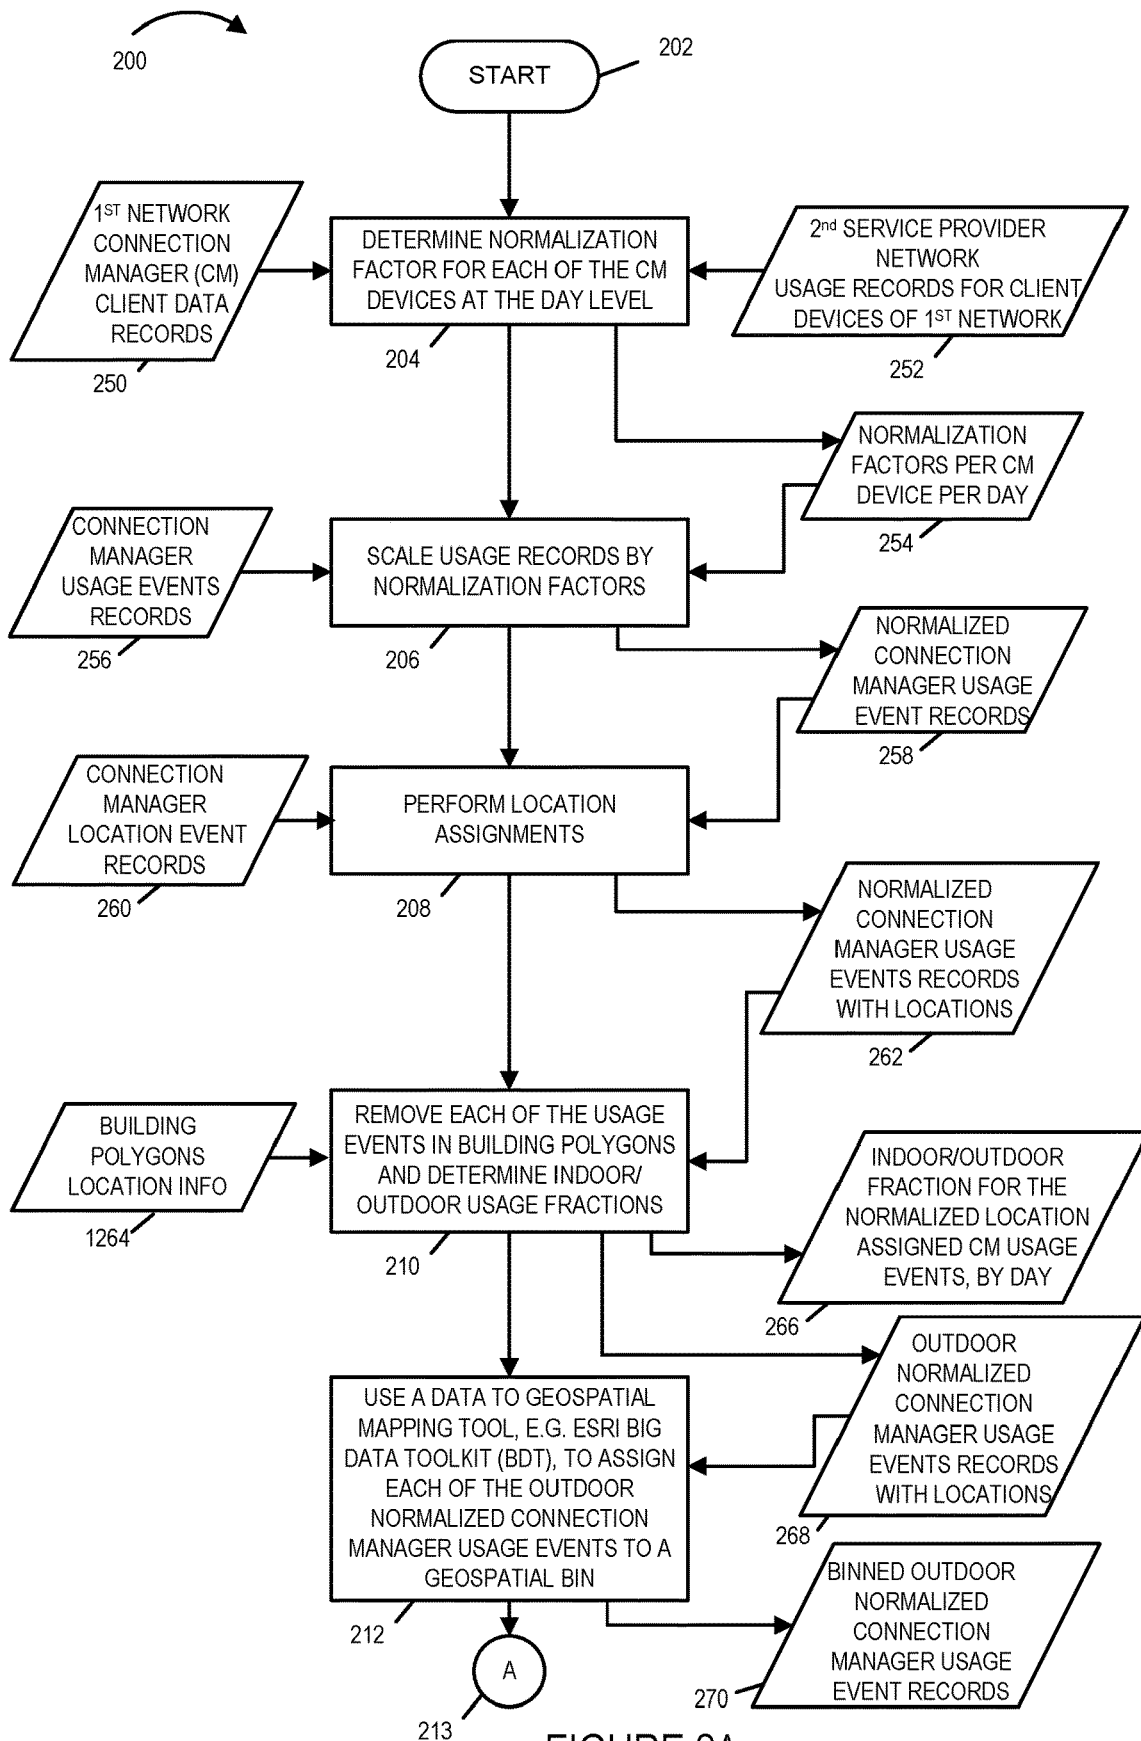 200
START
202
1ST NETWORK
CONNECTION
MANAGER (CM)
CLIENT DATA
RECORDS
250
DETERMINE NORMALIZATION
FACTOR FOR EACH OF THE CM
DEVICES AT THE DAY LEVEL
204
2nd SERVICE PROVIDER
NETWORK
USAGE RECORDS FOR CLIENT
DEVICES OF 1ST NETWORK
252
NORMALIZATION
FACTORS PER CM
DEVICE PER DAY
254
CONNECTION
MANAGER
USAGE EVENTS
RECORDS
256
SCALE USAGE RECORDS BY
NORMALIZATION FACTORS
206
NORMALIZED
CONNECTION
MANAGER USAGE
EVENT RECORDS
258
CONNECTION
MANAGER
LOCATION EVENT
RECORDS
260
PERFORM LOCATION
ASSIGNMENTS
208
NORMALIZED
CONNECTION
MANAGER USAGE
EVENTS RECORDS
WITH LOCATIONS
262
BUILDING
POLYGONS
LOCATION INFO
1264
REMOVE EACH OF THE USAGE
EVENTS IN BUILDING POLYGONS
AND DETERMINE INDOOR/
OUTDOOR USAGE FRACTIONS
210
INDOOR/OUTDOOR
FRACTION FOR THE
NORMALIZED LOCATION
ASSIGNED CM USAGE
EVENTS, BY DAY
266
OUTDOOR
NORMALIZED
CONNECTION
MANAGER USAGE
EVENTS RECORDS
WITH LOCATIONS
268
USE A DATA TO GEOSPATIAL
MAPPING TOOL, E.G. ESRI BIG
DATA TOOLKIT (BDT), TO ASSIGN
EACH OF THE OUTDOOR
NORMALIZED CONNECTION
MANAGER USAGE EVENTS TO A
GEOSPATIAL BIN
212
BINNED OUTDOOR
NORMALIZED
CONNECTION
MANAGER USAGE
EVENT RECORDS
270
A
213